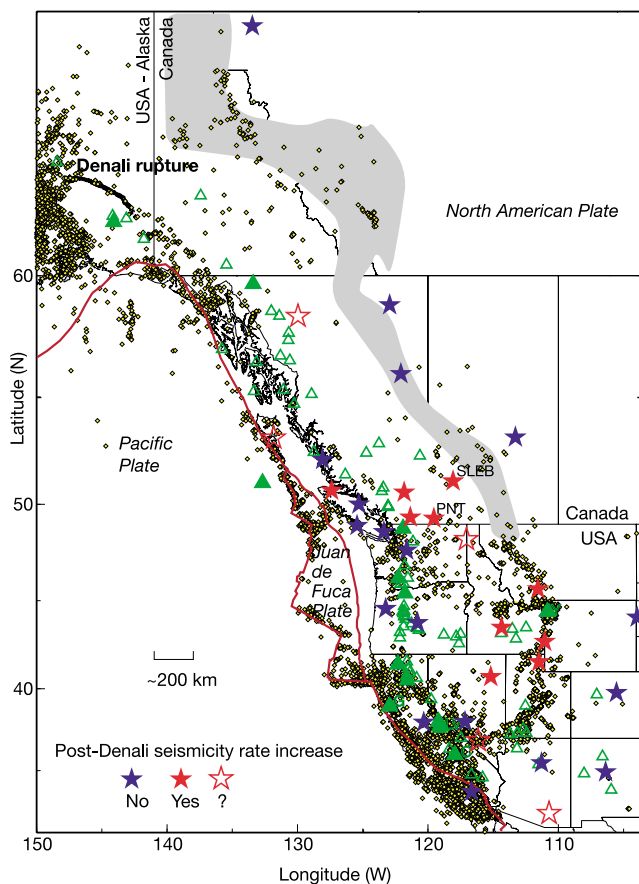 USA - Alaska
Canada
Denali rupture
North American Plate
60
Latitude (N)
Pacific
Plate
SLEB
50
PNT
Canada
USA
Juan
de
Fuca
Plate
~200 km
40
Post-Denali seismicity rate increase
No Yes ?
150 140 130 120 110
Longitude (W)